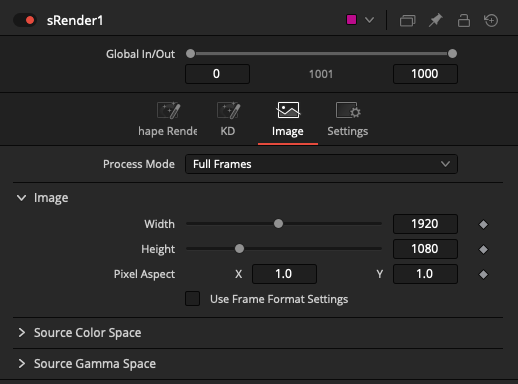 sRender1
Global In/Out
0 1001 1000
hape Rende KD Image Settings
Process Mode Full Frames
Image
Width 1920
Height 1080
Pixel Aspect X 1.0 Y 1.0
Use Frame Format Settings
Source Color Space
Source Gamma Space